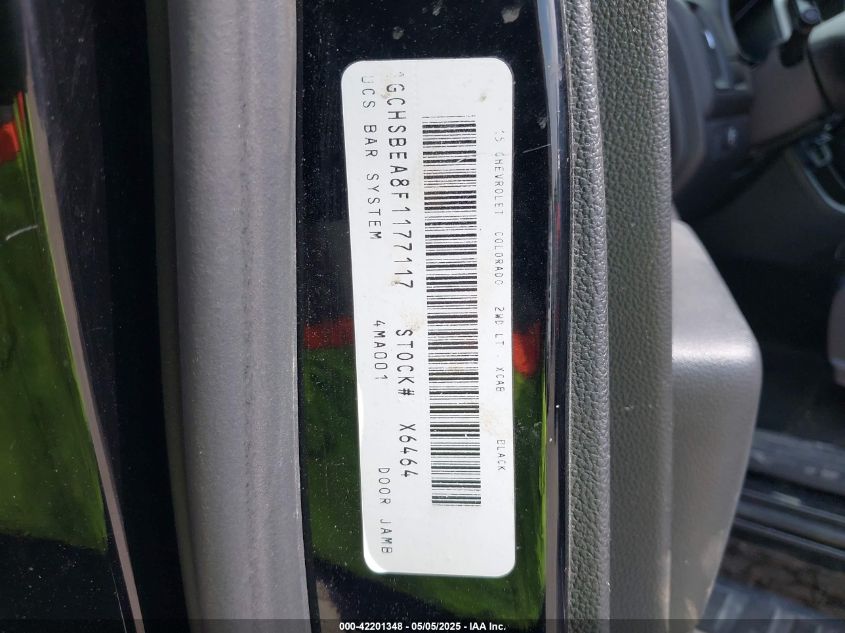 15 CHEVROLET COLORADO 2WD LT XCAB BLACK
1GCHSBEA8F1177117 STOCK# X6464
UCS BAR SYSTEM 4MA001 DOOR JAMB
000-42201348 - 05/05/2025 - IAA Inc.